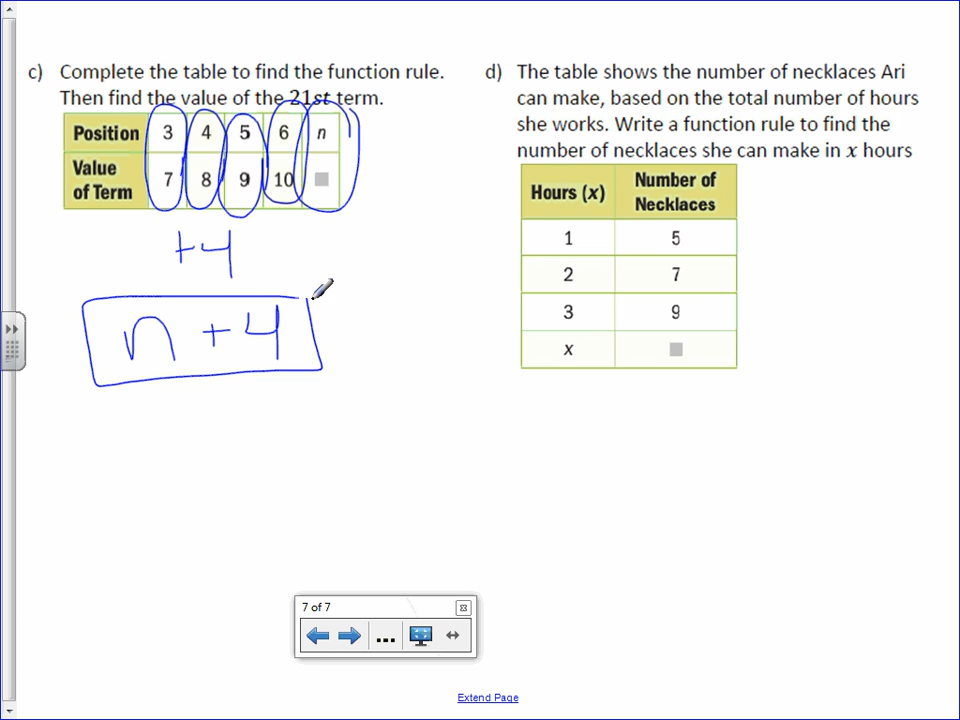 c) Complete the table to find the function rule.
Then find the value of the 21st term.
Position 3 4 5 6 n
Value
of Term 7 8 9 10
+4
n + 4
d) The table shows the number of necklaces Ari
can make, based on the total number of hours
she works. Write a function rule to find the
number of necklaces she can make in x hours
Hours (x) Number of
Necklaces
1 5
2 7
3 9
x
7 of 7
...
Extend Page